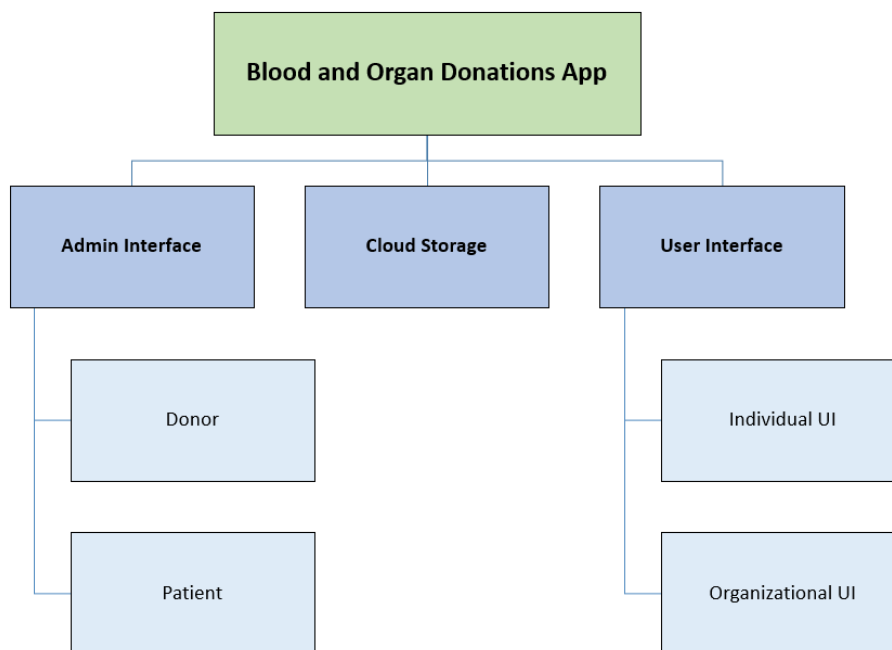 Blood and Organ Donations App
Admin Interface
Cloud Storage
User Interface
Donor
Individual UI
Patient
Organizational UI